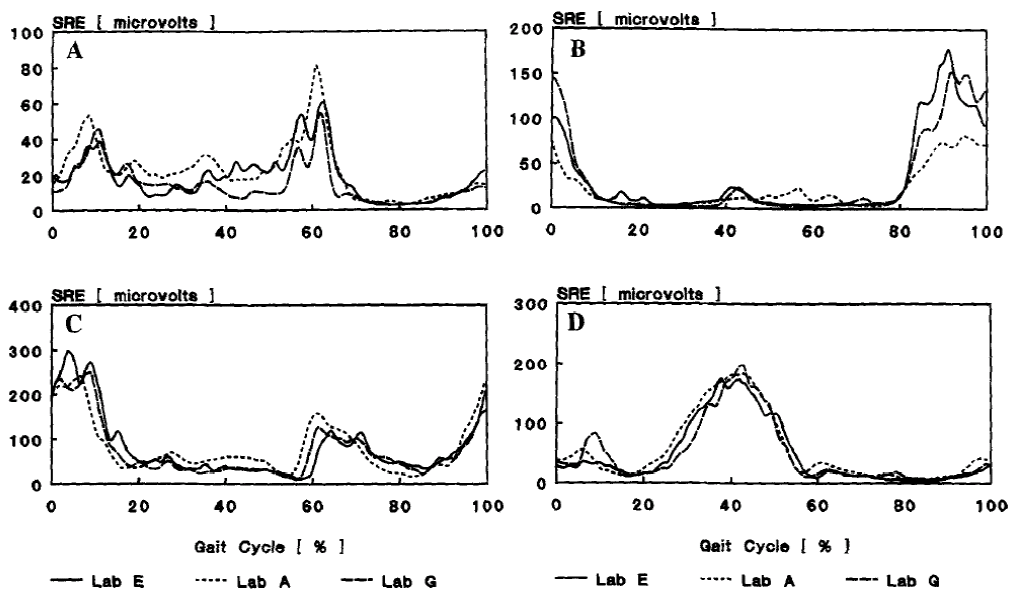 SRE [ microvolts ]
A
100
80
60
40
20
0
0 20 40 60 80 100
SRE [ microvolts ]
B
200
150
100
50
0
0 20 40 60 80 100
SRE [ microvolts ]
C
400
300
200
100
0
0 20 40 60 80 100
Gait Cycle [ % ]
Lab E Lab A Lab G
SRE [ microvolts ]
D
300
200
100
0
0 20 40 60 80 100
Gait Cycle [ % ]
Lab E Lab A Lab G